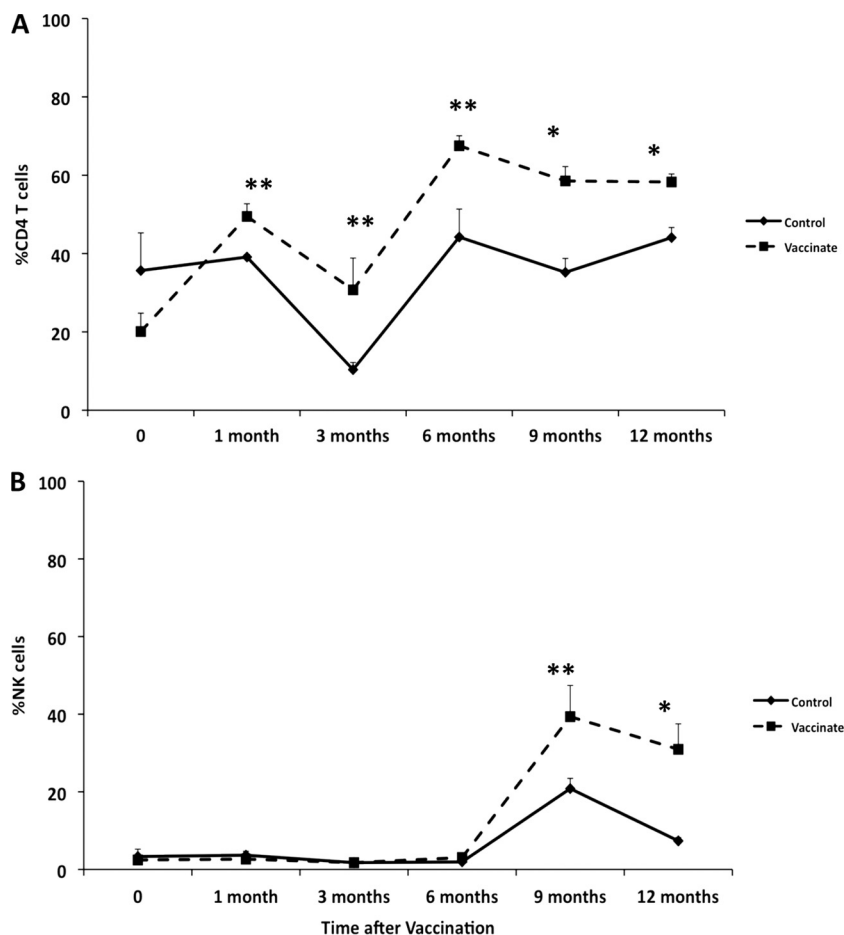 A
100
80
60
40
20
0
%CD4 T cells
**
**
**
*
*
0 1 month 3 months 6 months 9 months 12 months
Control
Vaccinate
B
100
80
60
40
20
0
%NK cells
**
*
0 1 month 3 months 6 months 9 months 12 months
Time after Vaccination
Control
Vaccinate